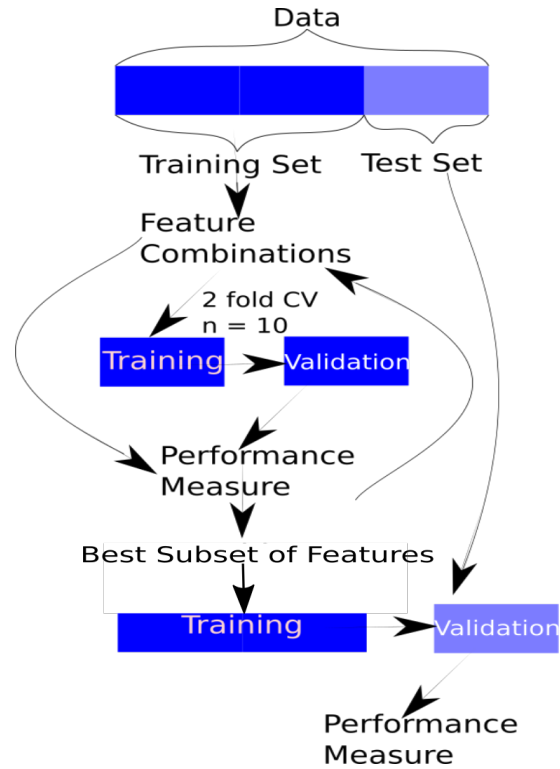 Data
Training Set
Test Set
Feature
Combinations
2 fold CV
n = 10
Training
Validation
Performance
Measure
Best Subset of Features
Training
Validation
Performance
Measure